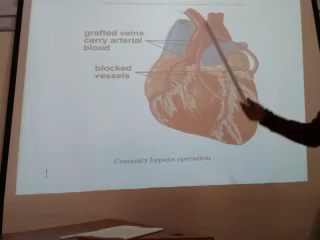 grafted veins
carry arterial
blood
blocked
vessels
Coronary bypass operation